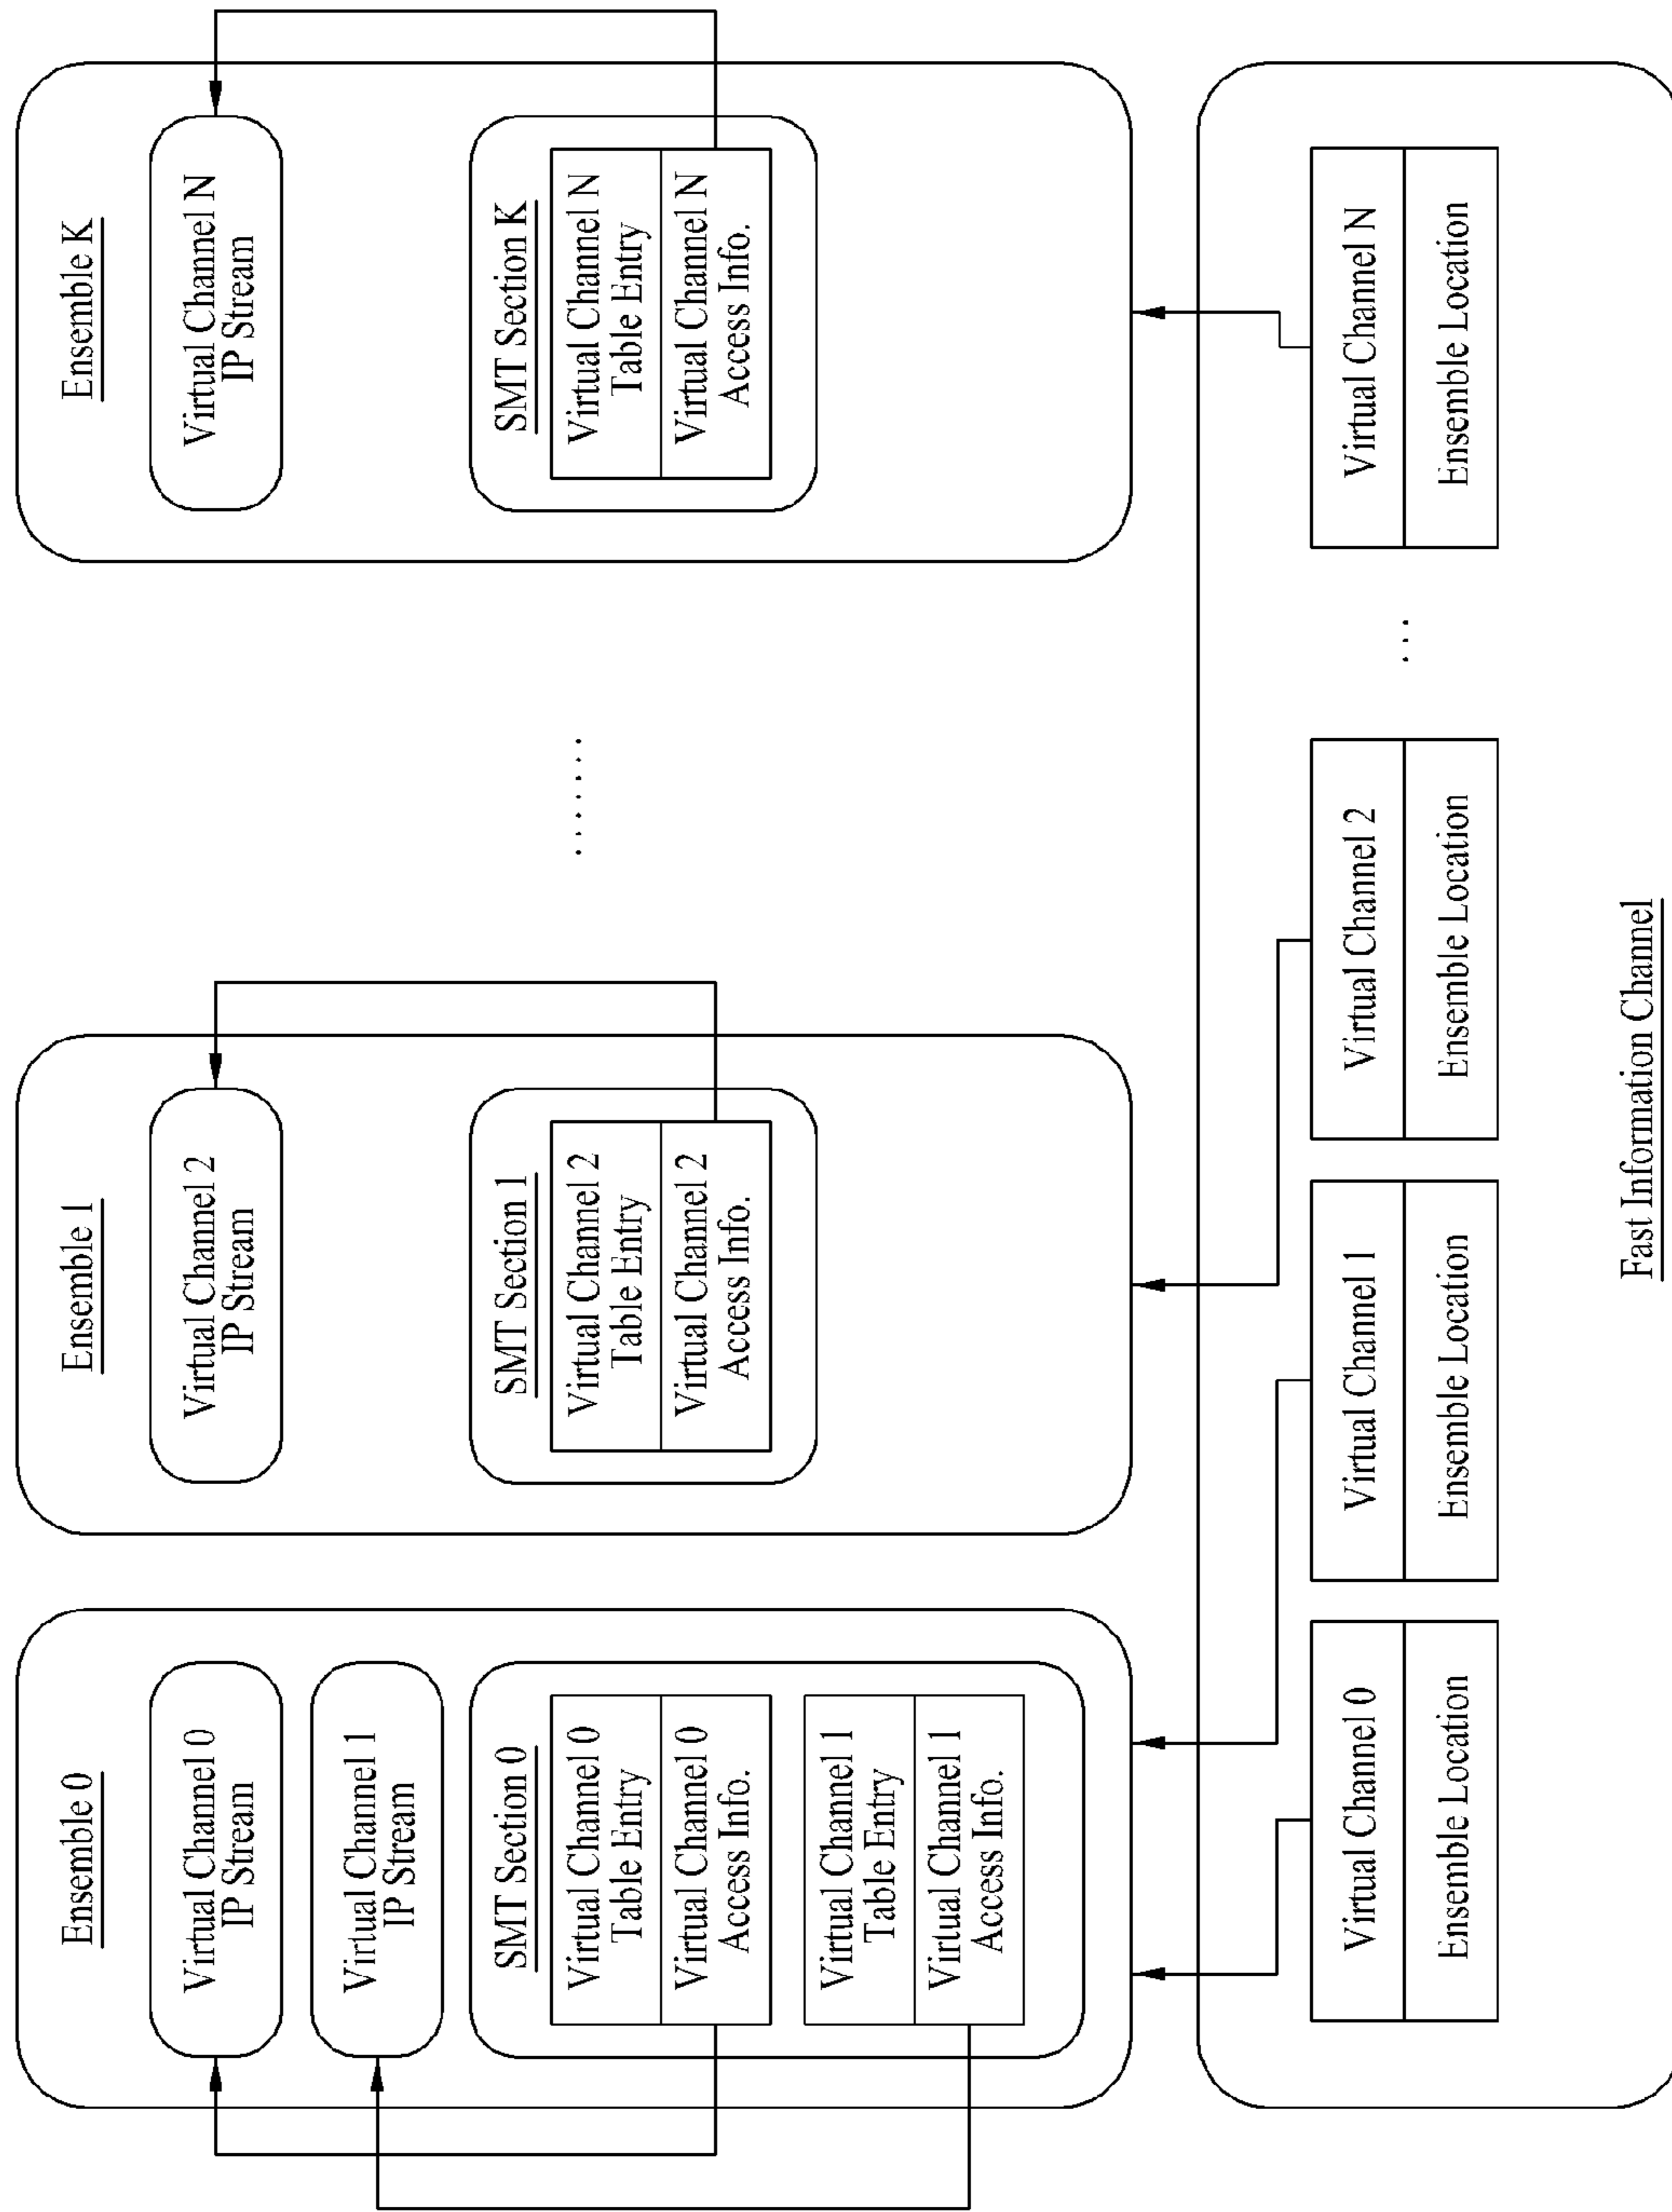 Ensemble 0
Virtual Channel 0
IP Stream
Virtual Channel 1
IP Stream
SMT Section 0
Virtual Channel 0
Table Entry
Virtual Channel 0
Access Info.
Virtual Channel 1
Table Entry
Virtual Channel 1
Access Info.
Ensemble 1
Virtual Channel 2
IP Stream
SMT Section 1
Virtual Channel 2
Table Entry
Virtual Channel 2
Access Info.
.......
Ensemble K
Virtual Channel N
IP Stream
SMT Section K
Virtual Channel N
Table Entry
Virtual Channel N
Access Info.
Virtual Channel 0
Ensemble Location
Virtual Channel 1
Ensemble Location
Virtual Channel 2
Ensemble Location
...
Virtual Channel N
Ensemble Location
Fast Information Channel